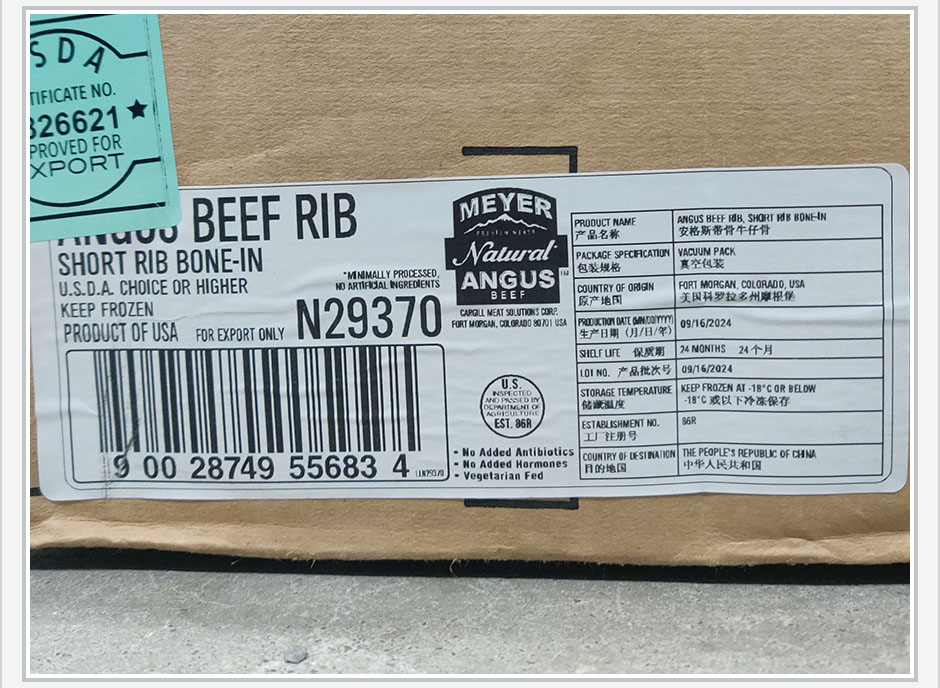 USDA
TIFICATE NO.
326621
PROVED FOR
XPORT
ANGUS BEEF RIB
SHORT RIB BONE-IN
U.S.D.A. CHOICE OR HIGHER
KEEP FROZEN
PRODUCT OF USA
FOR EXPORT ONLY
*MINIMALLY PROCESSED,
NO ARTIFICIAL INGREDIENTS
N29370
9 00 28749 55683 4
LLN29370
MEYER
PREMIUM MEATS
Natural
ANGUS
BEEF
TM
CARGILL MEAT SOLUTIONS CORP.
FORT MORGAN, COLORADO 80701 USA
U.S.
INSPECTED
AND PASSED BY
DEPARTMENT OF
AGRICULTURE
EST. 86R
- No Added Antibiotics
- No Added Hormones
- Vegetarian Fed
PRODUCT NAME ANGUS BEEF RIB, SHORT RIB BONE-IN
产品名称 安格斯带骨牛仔骨
PACKAGE SPECIFICATION VACUUM PACK
包装规格 真空包装
COUNTRY OF ORIGIN FORT MORGAN, COLORADO, USA
原产地国 美国科罗拉多州摩根堡
PRODUCTION DATE (MM/DD/YYYY) 09/16/2024
生产日期（月/日/年）
SHELF LIFE 保质期 24 MONTHS 24个月
LOT NO. 产品批次号 09/16/2024
STORAGE TEMPERATURE KEEP FROZEN AT -18°C OR BELOW
储藏温度 -18°C 或以下冷冻保存
ESTABLISHMENT NO. 86R
工厂注册号
COUNTRY OF DESTINATION THE PEOPLE'S REPUBLIC OF CHINA
目的地国 中华人民共和国